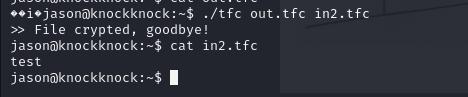 ��i�jason@knockknock:~$ ./tfc out.tfc in2.tfc
>> File crypted, goodbye!
jason@knockknock:~$ cat in2.tfc
test
jason@knockknock:~$